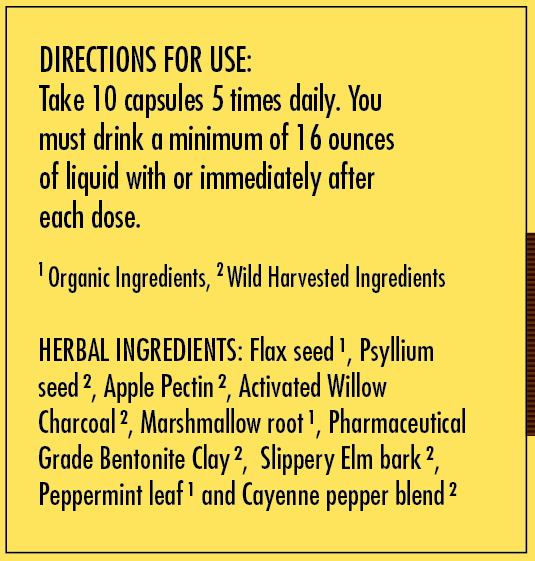 DIRECTIONS FOR USE:
Take 10 capsules 5 times daily. You
must drink a minimum of 16 ounces
of liquid with or immediately after
each dose.
¹ Organic Ingredients, ² Wild Harvested Ingredients
HERBAL INGREDIENTS: Flax seed ¹, Psyllium
seed ², Apple Pectin ², Activated Willow
Charcoal ², Marshmallow root ¹, Pharmaceutical
Grade Bentonite Clay ², Slippery Elm bark ²,
Peppermint leaf ¹ and Cayenne pepper blend ²